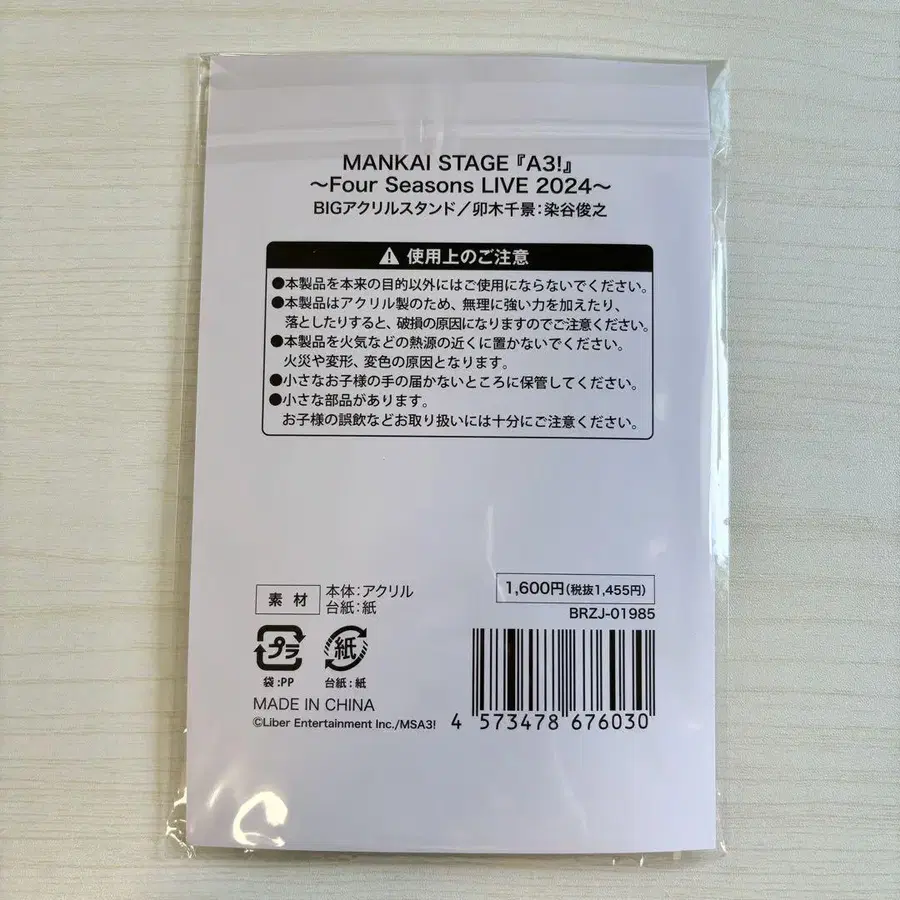 MANKAI STAGE『A3!』
～Four Seasons LIVE 2024～
BIGアクリルスタンド／卯木千景：染谷俊之
使用上のご注意
●本製品を本来の目的以外にはご使用にならないでください。
●本製品はアクリル製のため、無理に強い力を加えたり、
落としたりすると、破損の原因になりますのでご注意ください。
●本製品を火気などの熱源の近くに置かないでください。
火災や変形、変色の原因となります。
●小さなお子様の手の届かないところに保管してください。
●小さな部品があります。
お子様の誤飲などお取り扱いには十分にご注意ください。
素材
本体：アクリル
台紙：紙
1,600円(税抜1,455円)
BRZJ-01985
プラ
紙
袋：PP
台紙：紙
MADE IN CHINA
©Liber Entertainment Inc./MSA3!
4 573478 676030